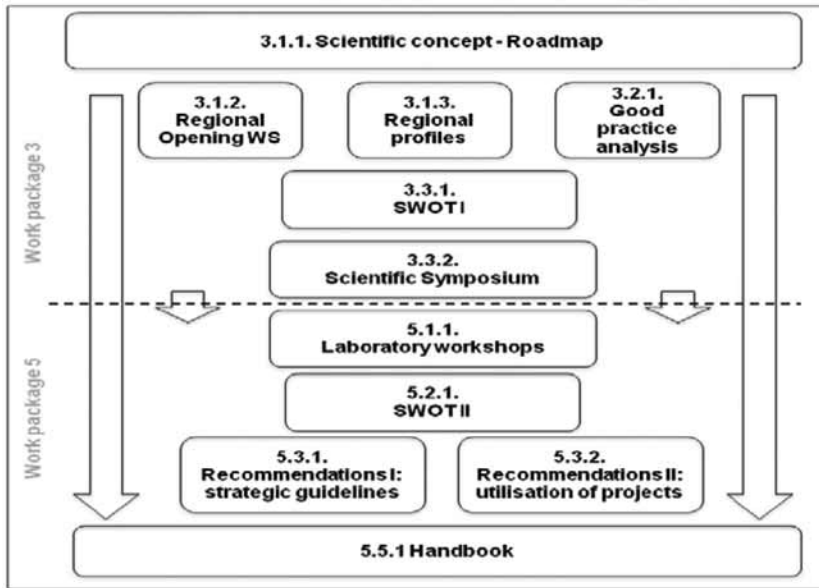 3.1.1. Scientific concept - Roadmap
3.1.2.
Regional
Opening WS
3.1.3.
Regional
profiles
3.2.1.
Good
practice
analysis
Work package 3
3.3.1.
SWOT I
3.3.2.
Scientific Symposium
5.1.1.
Laboratory workshops
Work package 5
5.2.1.
SWOT II
5.3.1.
Recommendations I:
strategic guidelines
5.3.2.
Recommendations II:
utilisation of projects
5.5.1 Handbook